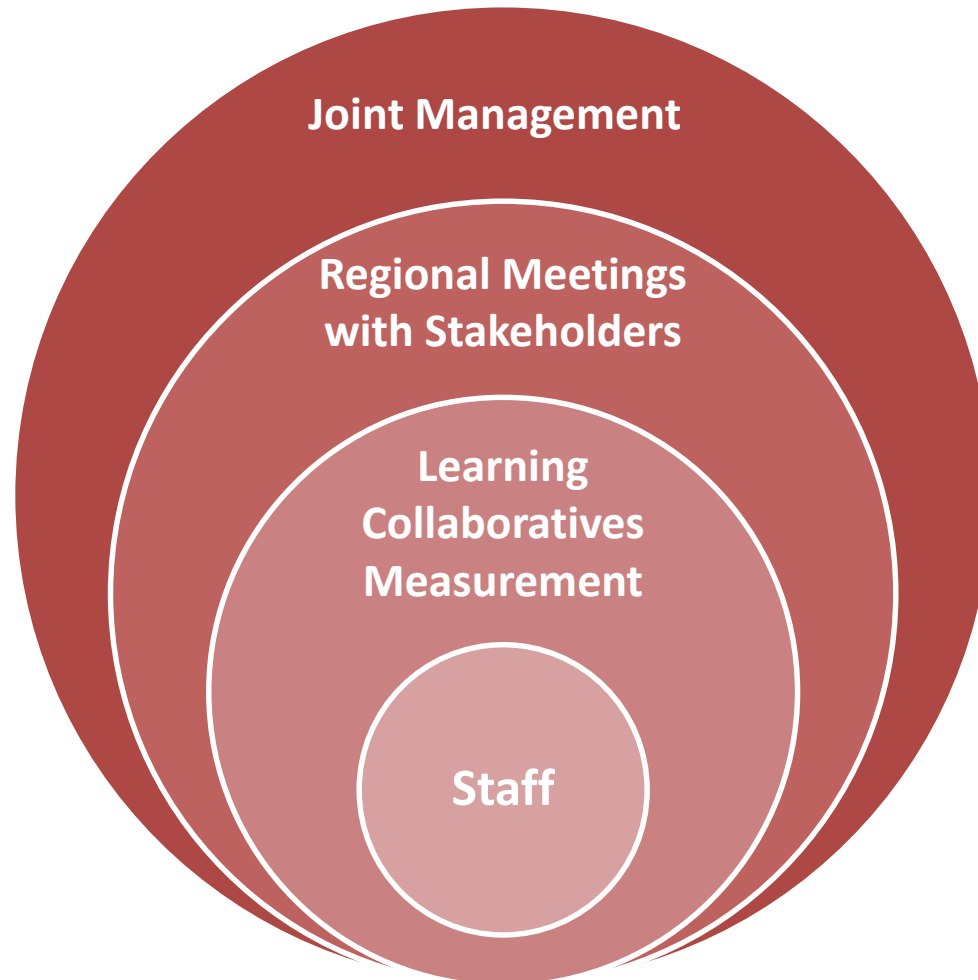 Joint Management
Regional Meetings
with Stakeholders
Learning
Collaboratives
Measurement
Staff